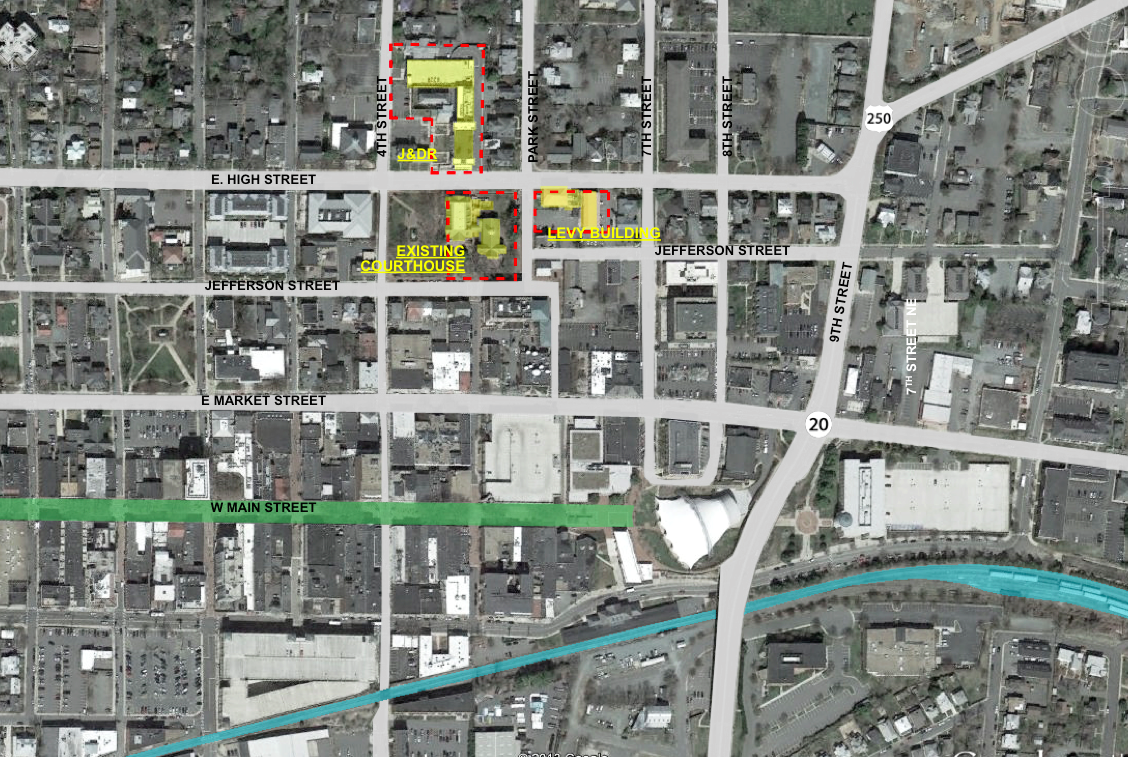 250
4TH STREET
PARK STREET
7TH STREET
8TH STREET
J&DR
E. HIGH STREET
LEVY BUILDING
EXISTING
COURTHOUSE
JEFFERSON STREET
JEFFERSON STREET
9TH STREET
7TH STREET NE
E MARKET STREET
20
W MAIN STREET